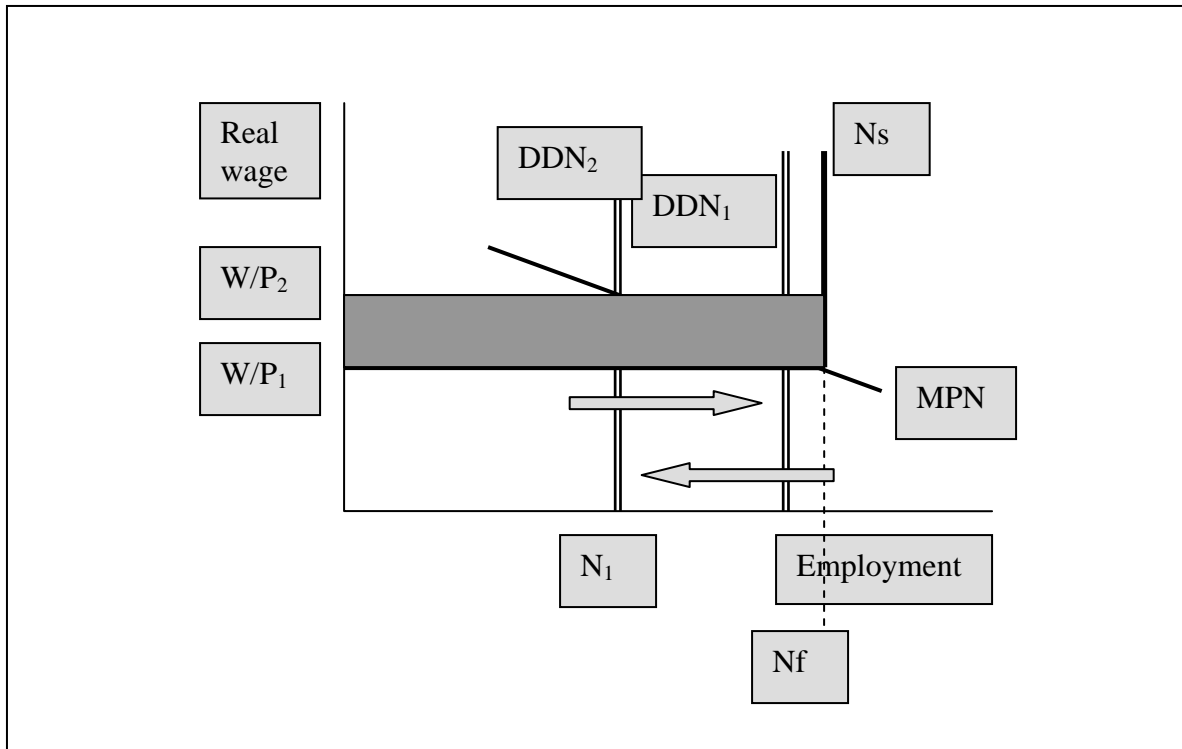 Real
wage
DDN₂
DDN₁
Ns
W/P₂
W/P₁
MPN
N₁
Employment
Nf